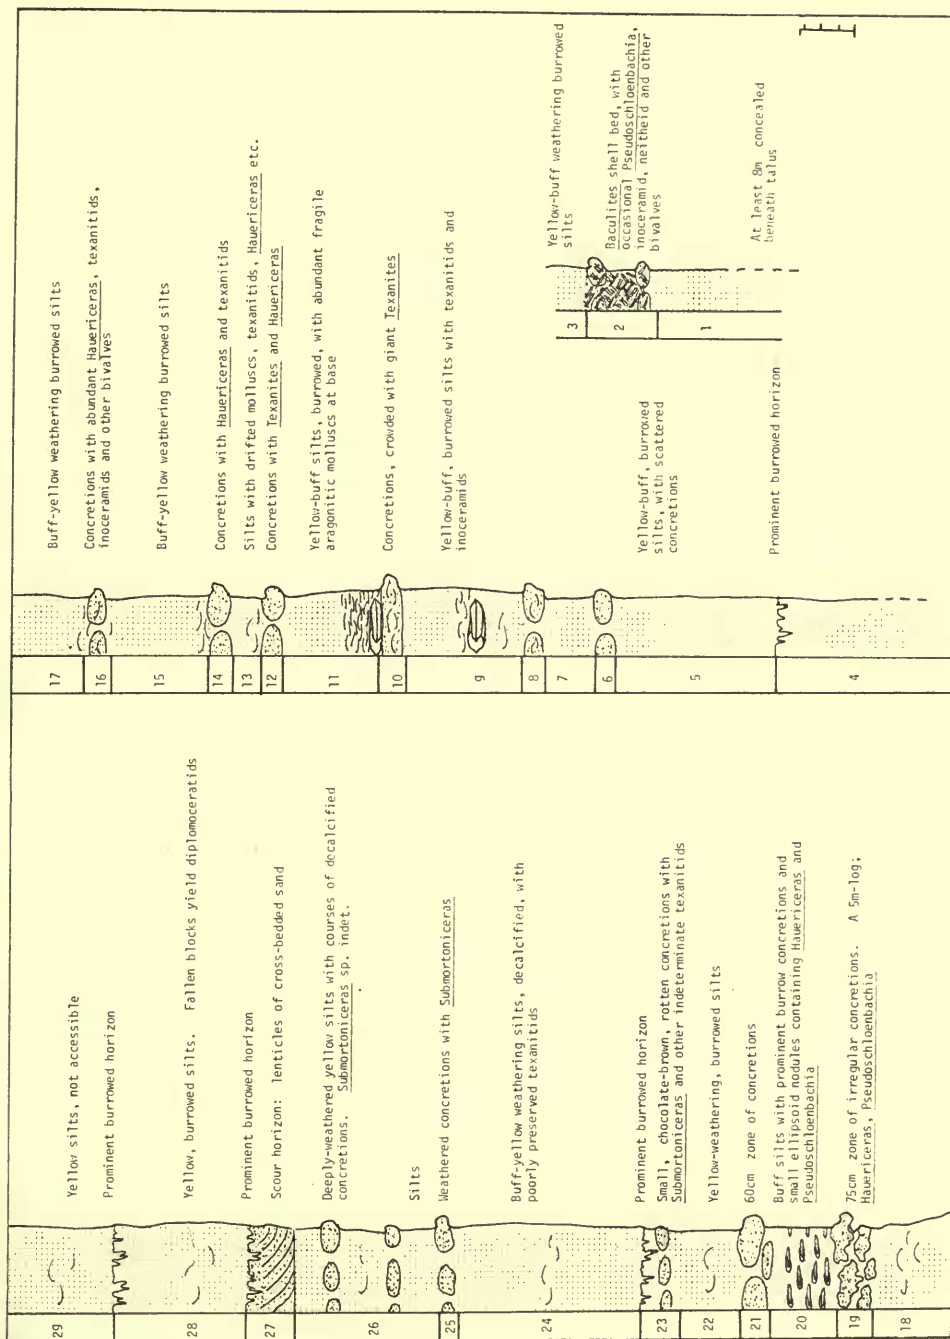 29
Yellow silts, not accessible
Prominent burrowed horizon
28
Yellow, burrowed silts. Fallen blocks yield diplomoceratids
Prominent burrowed horizon
27
Scour horizon: lenticles of cross-bedded sand
26
Deeply-weathered yellow silts with courses of decalcified
concretions. Submortoniceras sp. indet.
Silts
25
Weathered concretions with Submortoniceras
24
Buff-yellow weathering silts, decalcified, with
poorly preserved texanitids
Prominent burrowed horizon
23
Small, chocolate-brown, rotten concretions with
Submortoniceras and other indeterminate texanitids
22
Yellow-weathering, burrowed silts
21
60cm zone of concretions
20
Buff silts with prominent burrow concretions and
small ellipsoid nodules containing Hauericeras and
Pseudoschloenbachia
19
75cm zone of irregular concretions. A 5m-log;
Hauericeras, Pseudoschloenbachia
18
17
Buff-yellow weathering burrowed silts
16
Concretions with abundant Hauericeras, texanitids,
inoceramids and other bivalves
15
Buff-yellow weathering burrowed silts
14
Concretions with Hauericeras and texanitids
13
Silts with drifted molluscs, texanitids, Hauericeras etc.
12
Concretions with Texanites and Hauericeras
11
Yellow-buff silts, burrowed, with abundant fragile
aragonitic molluscs at base
10
Concretions, crowded with giant Texanites
9
Yellow-buff, burrowed silts with texanitids and
inoceramids
8
7
6
5
Yellow-buff, burrowed
silts, with scattered
concretions
Prominent burrowed horizon
4
3
Yellow-buff weathering burrowed
silts
2
Baculites shell bed, with
occasional Pseudoschloenbachia,
inoceramid, neitheid and other
bivalves
1
At least 8m concealed
beneath talus